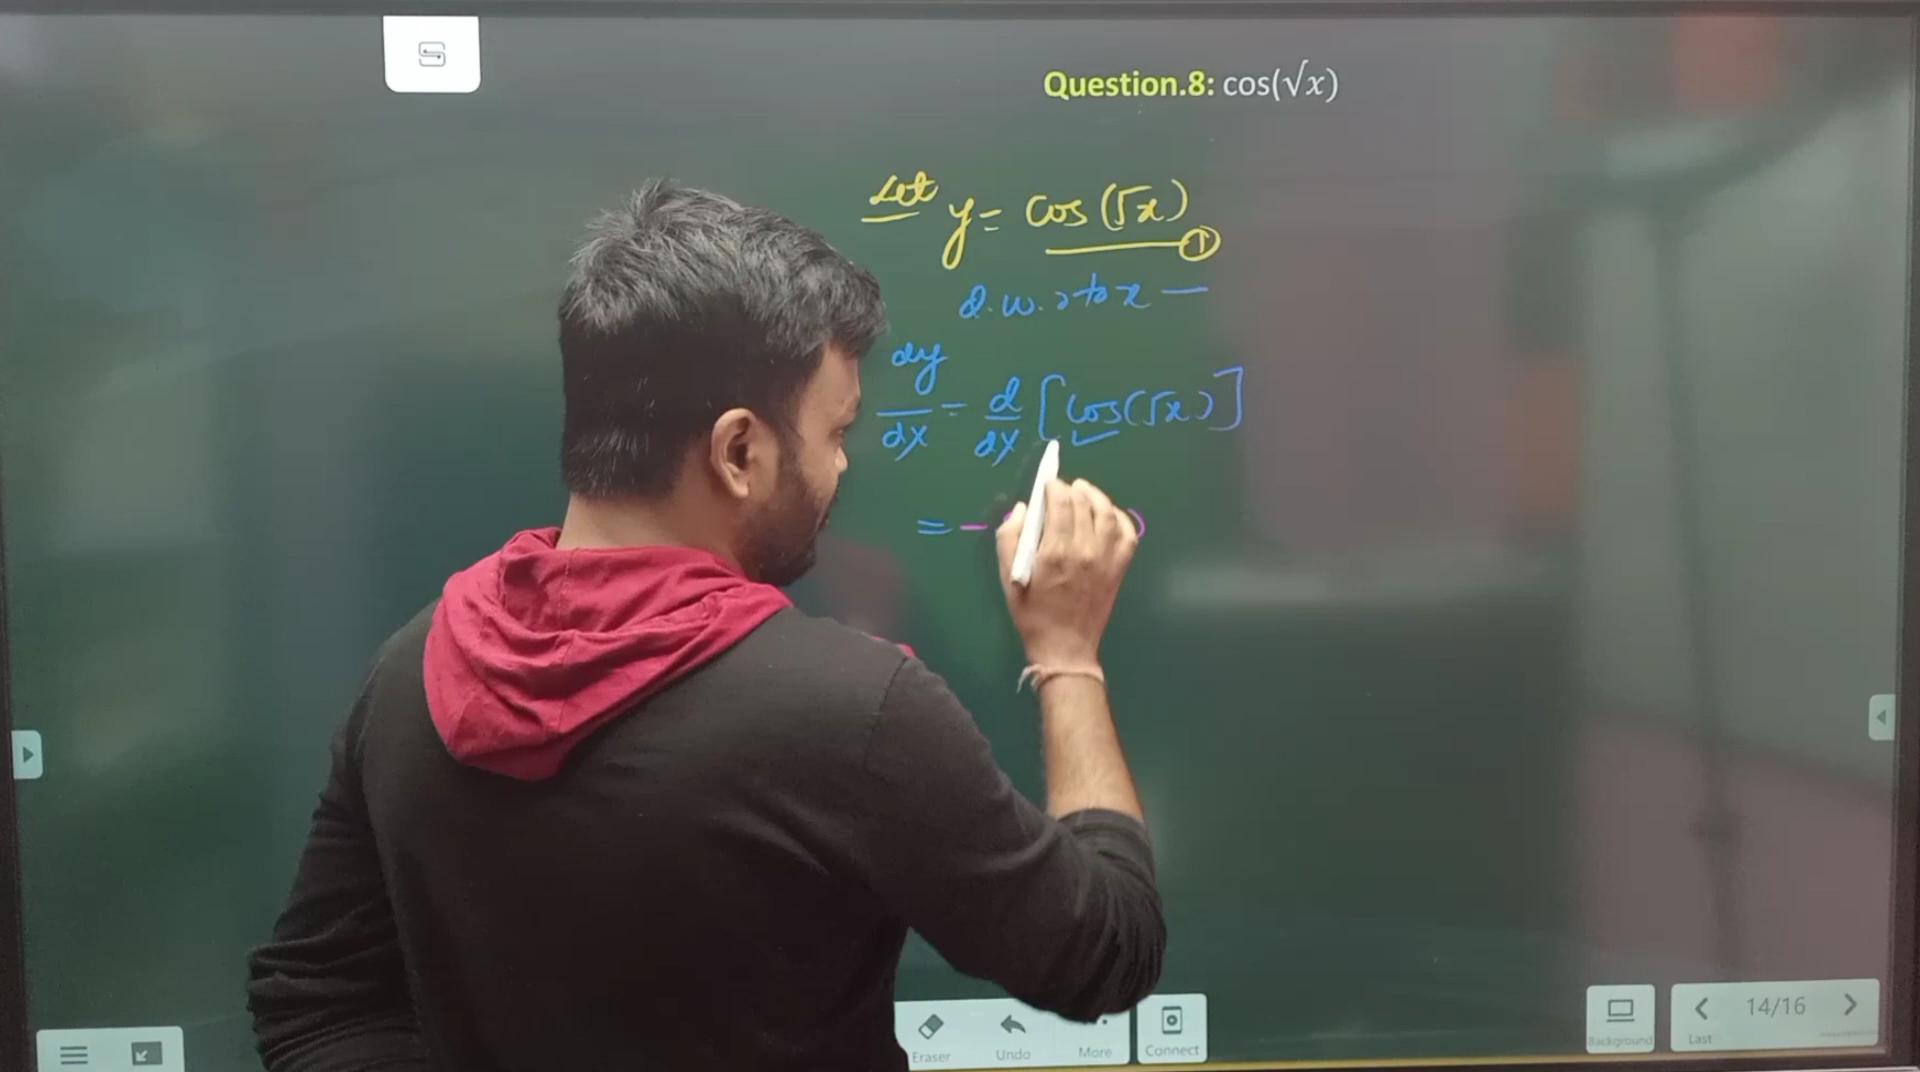 Question.8: cos(√x)
Let y = cos(√x) ①
d.w.r to x —
dy/dx = d/dx [cos(√x)]
= -
Eraser Undo More Connect Background Last 14/16